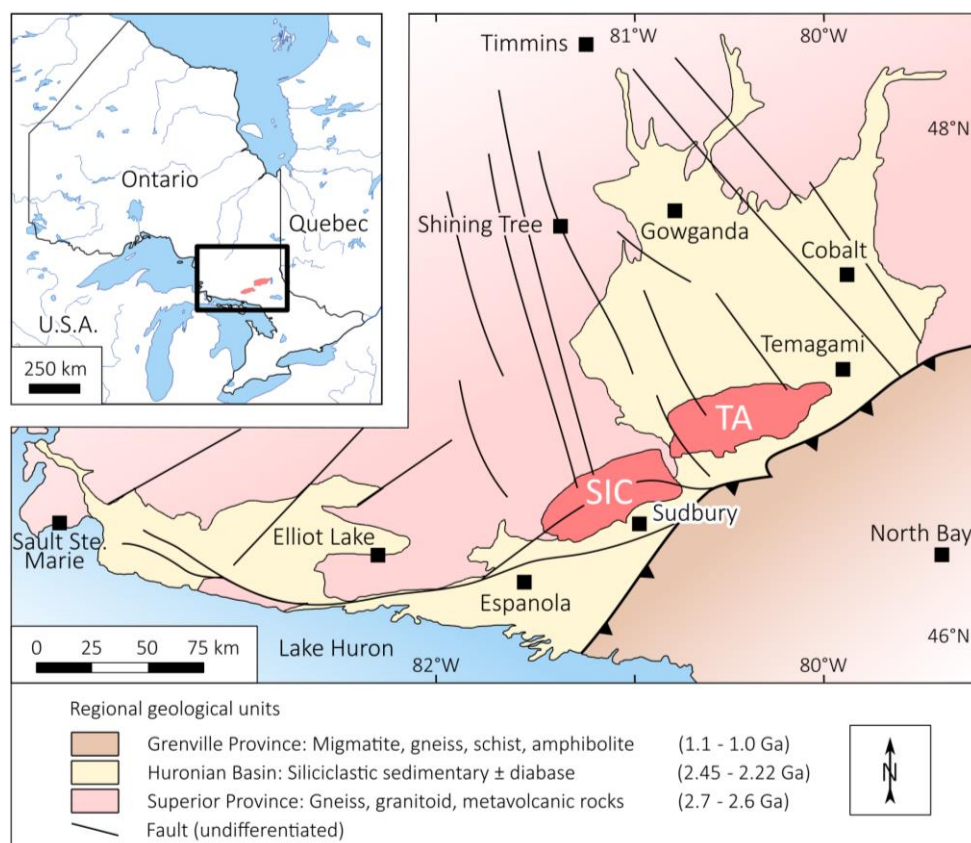 Ontario
Quebec
U.S.A.
250 km
81°W
80°W
Timmins
48°N
Shining Tree
Gowganda
Cobalt
Temagami
TA
SIC
Sudbury
Sault Ste.
Marie
Elliot Lake
Espanola
North Bay
Lake Huron
46°N
82°W
80°W
0 25 50 75 km
Regional geological units
Grenville Province: Migmatite, gneiss, schist, amphibolite (1.1 - 1.0 Ga)
Huronian Basin: Siliciclastic sedimentary ± diabase (2.45 - 2.22 Ga)
Superior Province: Gneiss, granitoid, metavolcanic rocks (2.7 - 2.6 Ga)
Fault (undifferentiated)
N